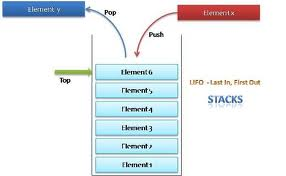 Element y
Pop
Element x
Push
Element 6
Top
Element 5
Element 4
Element 3
Element 2
Element 1
LIFO - Last In, First Out
STACKS